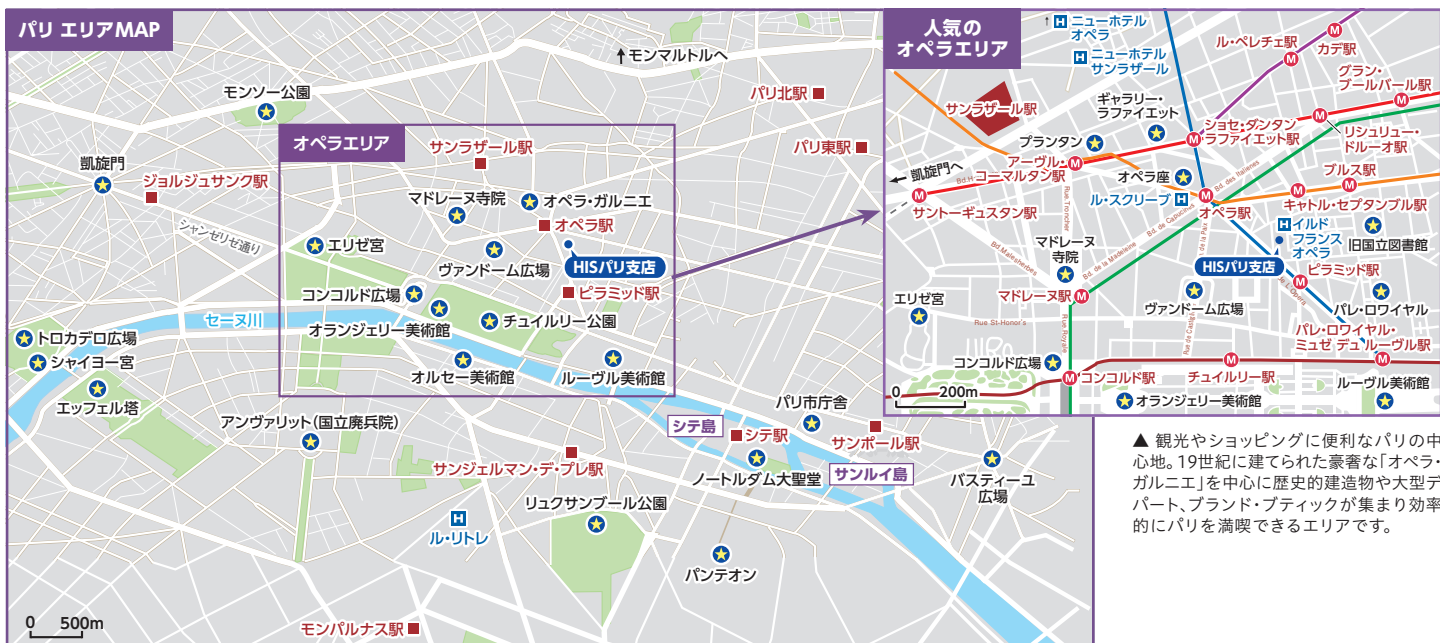 パリ エリアMAP
モンマルトルへ
モンソー公園
パリ北駅
オペラエリア
サンラザール駅
パリ東駅
凱旋門
ジョルジュサンク駅
マドレーヌ寺院
オペラ・ガルニエ
オペラ駅
シャンゼリゼ通り
エリゼ宮
ヴァンドーム広場
HISパリ支店
コンコルド広場
ピラミッド駅
セーヌ川
オランジェリー美術館
チュイルリー公園
トロカデロ広場
シャイヨー宮
オルセー美術館
ルーヴル美術館
エッフェル塔
アンヴァリット(国立廃兵院)
パリ市庁舎
シテ島
シテ駅
サンポール駅
サンジェルマン・デ・プレ駅
ノートルダム大聖堂
サンルイ島
バスティーユ
広場
リュクサンブール公園
H
ル・リトレ
パンテオン
0 500m
モンパルナス駅
人気の
オペラエリア
↑ H ニューホテル
オペラ
H ニューホテル
サンラザール
ル・ペレチェ駅
カデ駅
グラン・
ブールバール駅
サンラザール駅
ギャラリー・
ラファイエット
プランタン
ショセ・ダンタン
ラファイエット駅
リシュリュー・
ドルーオ駅
凱旋門へ
アーヴル・
コーマルタン駅
オペラ座
Bd. des Italienes
ブルス駅
Bd.H
サントーギュスタン駅
Rue Troncher
ル・スクリーブ H
オペラ駅
キャトル・セプタンブル駅
Bd. de Capucines
H イルド
フランス
オペラ
旧国立図書館
マドレーヌ
寺院
Bd.Malesherbes
Bd. de la Madeleine
HISパリ支店
ピラミッド駅
エリゼ宮
マドレーヌ駅
ヴァンドーム広場
パレ・ロワイヤル
Rue St-Honor's
Rue Royale
パレ・ロワイヤル・
ミュゼ デュ ルーヴル駅
コンコルド広場
コンコルド駅
チュイルリー駅
ルーヴル美術館
0 200m
オランジェリー美術館
▲ 観光やショッピングに便利なパリの中
心地。19世紀に建てられた豪奢な「オペラ・
ガルニエ」を中心に歴史的建造物や大型デ
パート、ブランド・ブティックが集まり効率
的にパリを満喫できるエリアです。